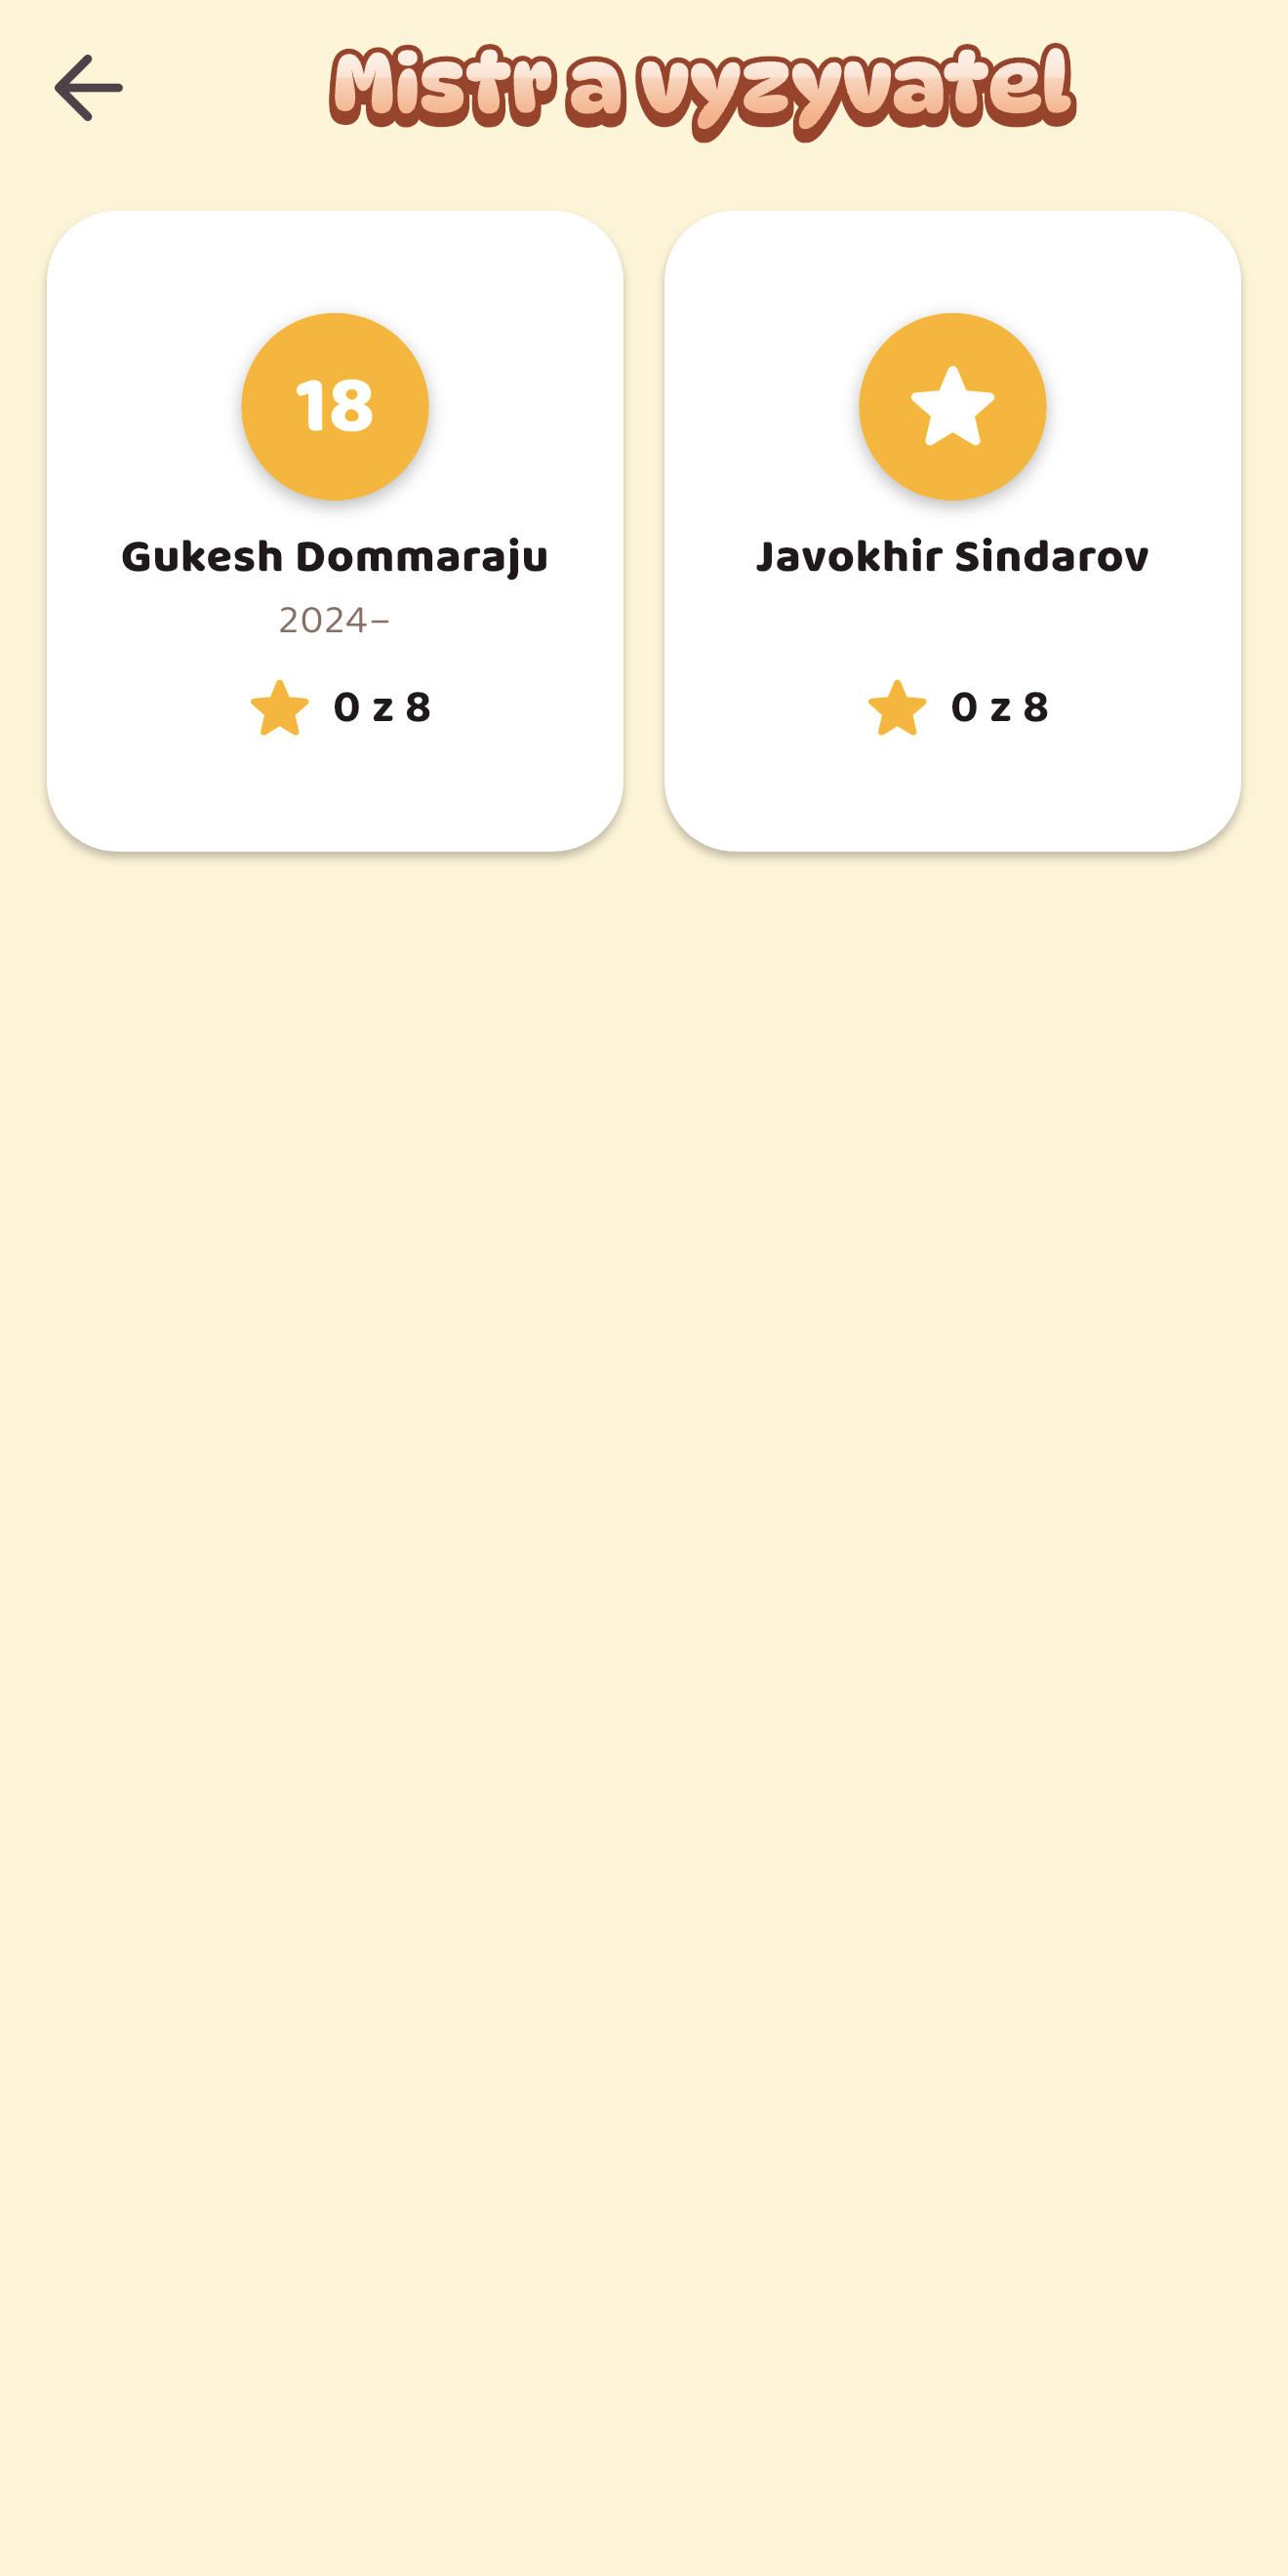 Mistr a vyzyvatel
18
Gukesh Dommaraju
2024–
0 z 8
Javokhir Sindarov
0 z 8